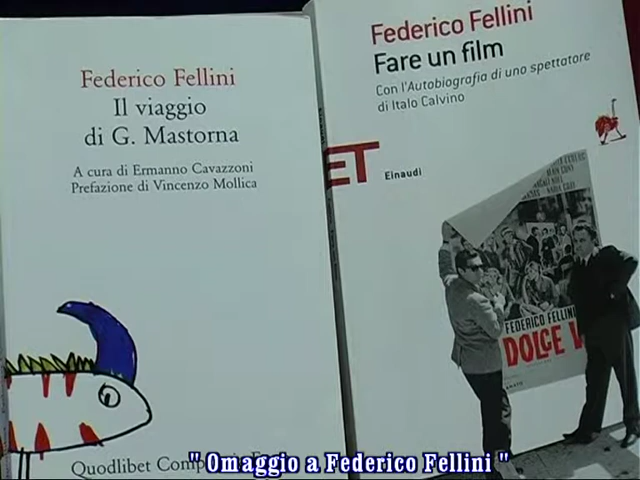 Federico Fellini
Il viaggio
di G. Mastorna
A cura di Ermanno Cavazzoni
Prefazione di Vincenzo Mollica
Quodlibet
Federico Fellini
Fare un film
Con l'Autobiografia di uno spettatore
di Italo Calvino
ET
Einaudi
FEDERICO FELLINI
DOLCE
" Omaggio a Federico Fellini "